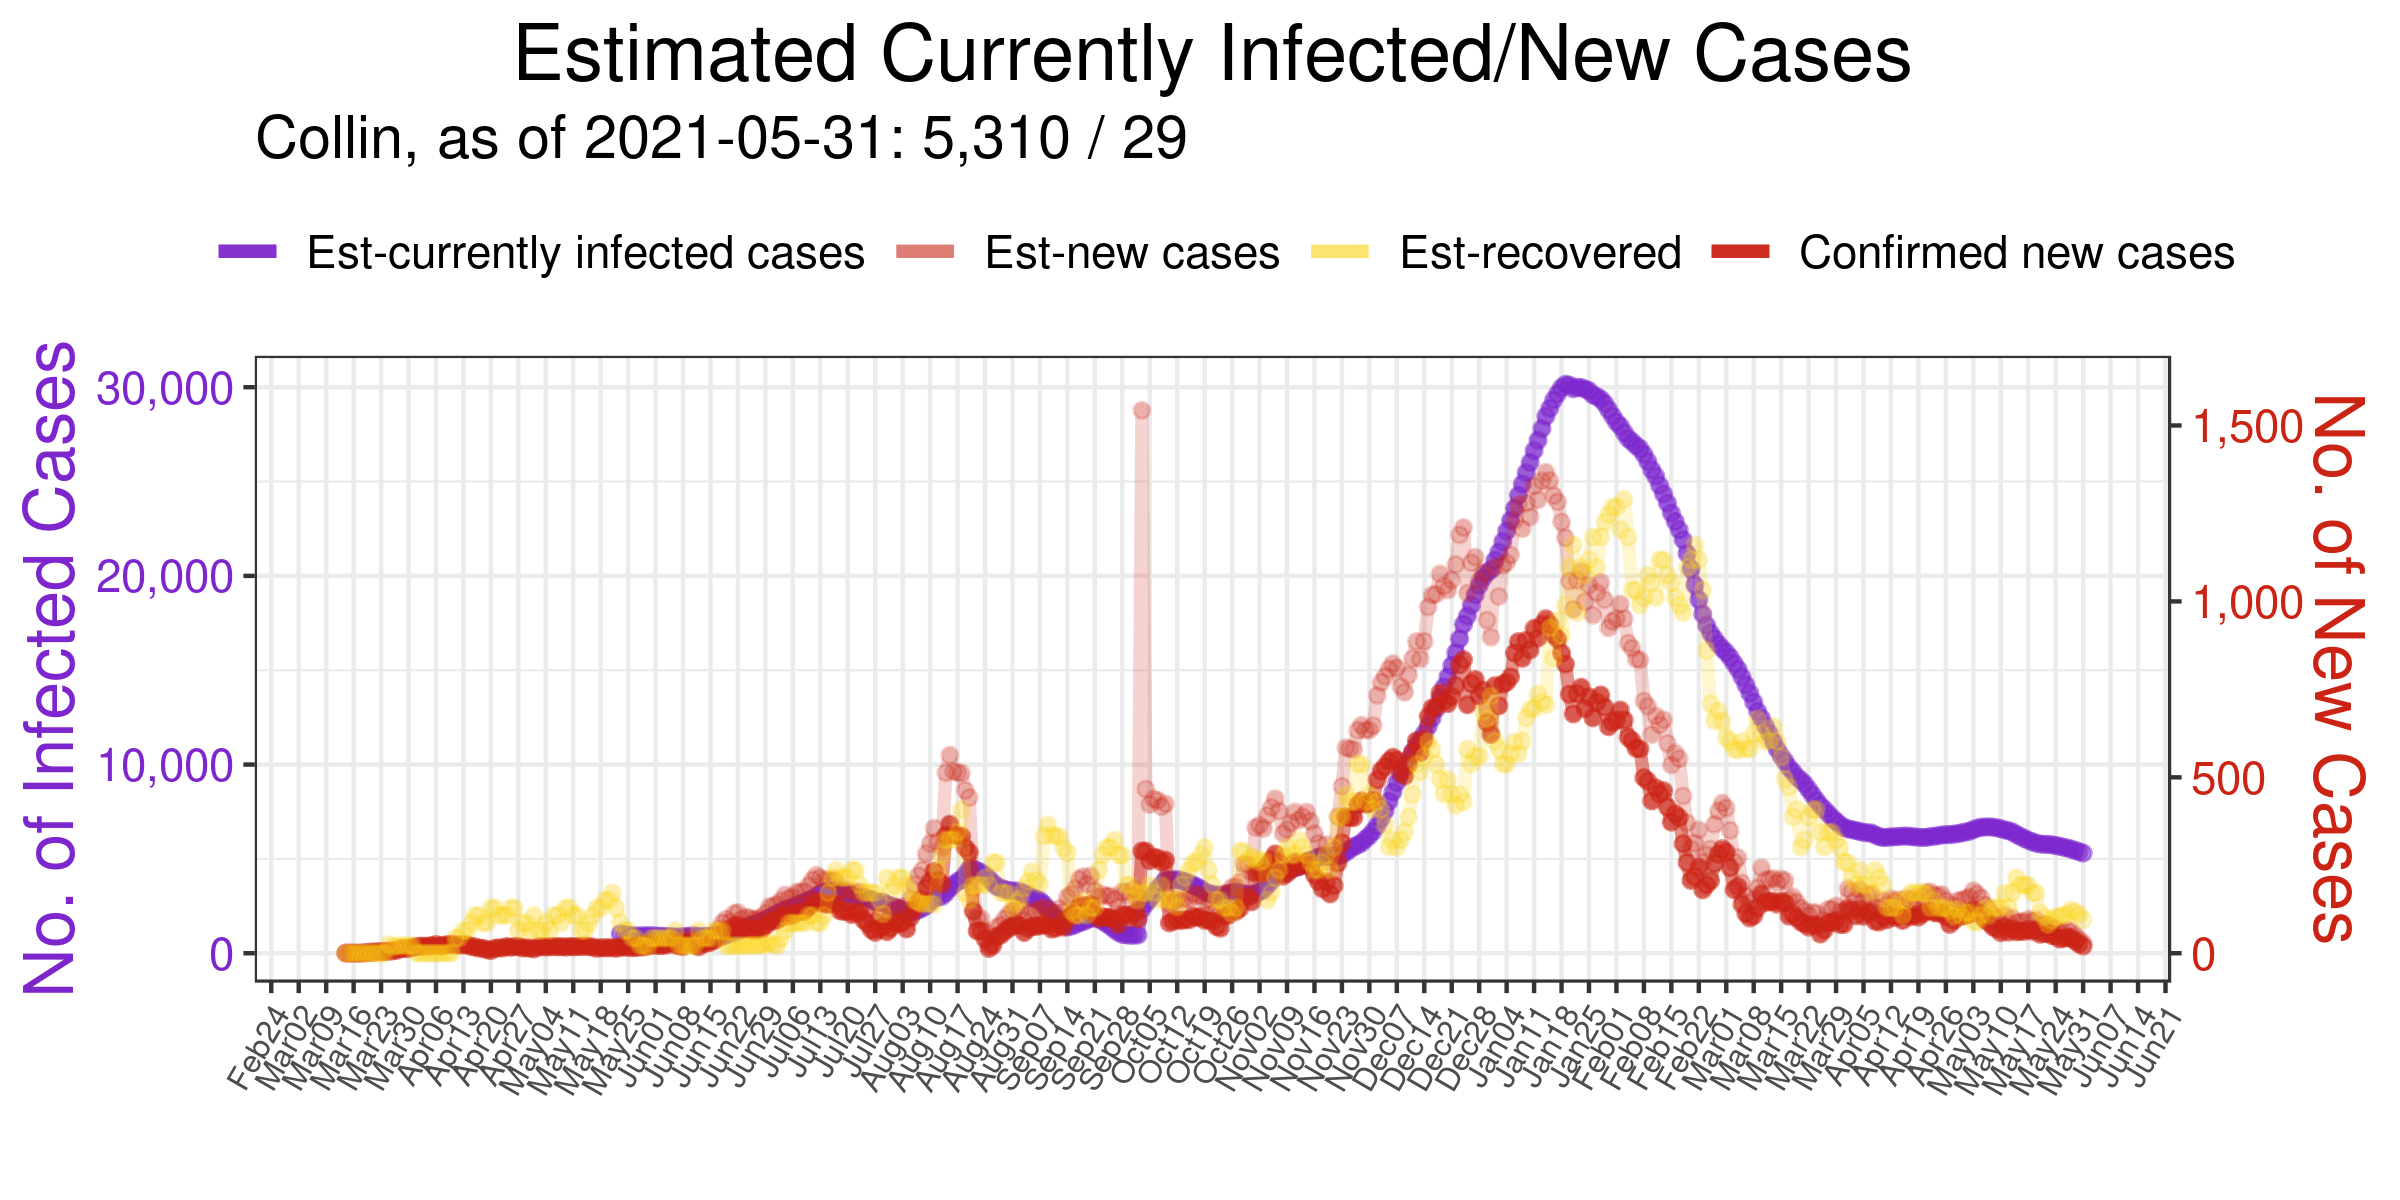 Estimated Currently Infected/New Cases
Collin, as of 2021-05-31: 5,310 / 29
Est-currently infected cases Est-new cases Est-recovered Confirmed new cases
No. of Infected Cases
30,000
20,000
10,000
0
1,500
1,000
500
0
No. of New Cases
Feb24
Mar02
Mar09
Mar16
Mar23
Mar30
Apr06
Apr13
Apr20
Apr27
May04
May11
May18
May25
Jun01
Jun08
Jun15
Jun22
Jun29
Jul06
Jul13
Jul20
Jul27
Aug03
Aug10
Aug17
Aug24
Aug31
Sep07
Sep14
Sep21
Sep28
Oct05
Oct12
Oct19
Oct26
Nov02
Nov09
Nov16
Nov23
Nov30
Dec07
Dec14
Dec21
Dec28
Jan04
Jan11
Jan18
Jan25
Feb01
Feb08
Feb15
Feb22
Mar01
Mar08
Mar15
Mar22
Mar29
Apr05
Apr12
Apr19
Apr26
May03
May10
May17
May24
May31
Jun07
Jun14
Jun21